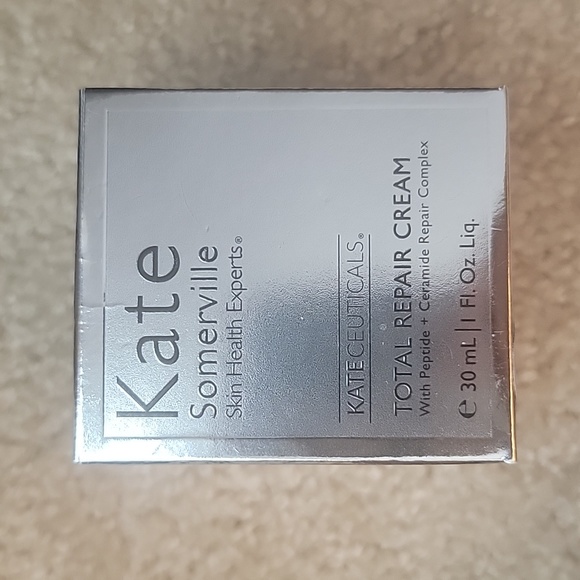 Kate
Somerville
Skin Health Experts®
KATECEUTICALS®
TOTAL REPAIR CREAM
With Peptide + Ceramide Repair Complex
℮ 30 mL | 1 Fl. Oz. Liq.